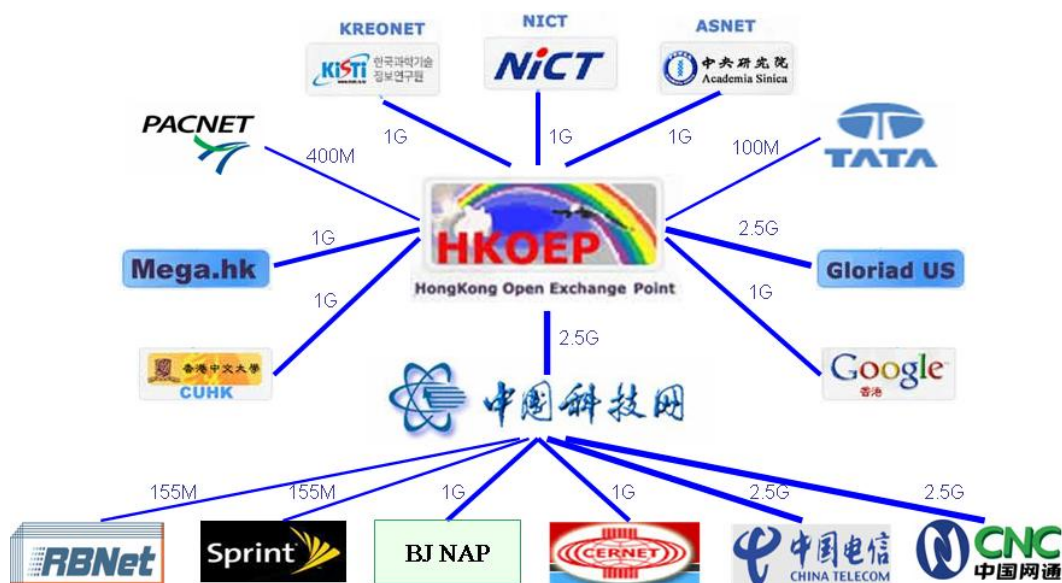 KREONET
NICT
ASNET
KiSTi 한국과학기술
정보연구원
NiCT
中央研究院
Academia Sinica
PACNET
TATA
1G
1G
1G
400M
100M
HKOEP
HongKong Open Exchange Point
Mega.hk
1G
2.5G
Gloriad US
1G
1G
香港中文大學
CUHK
2.5G
Google™
香港
中国科技网
155M
155M
1G
1G
2.5G
2.5G
RBNet
Sprint
BJ NAP
CERNET
中国电信
CHINA TELECOM
CNC
中国网通